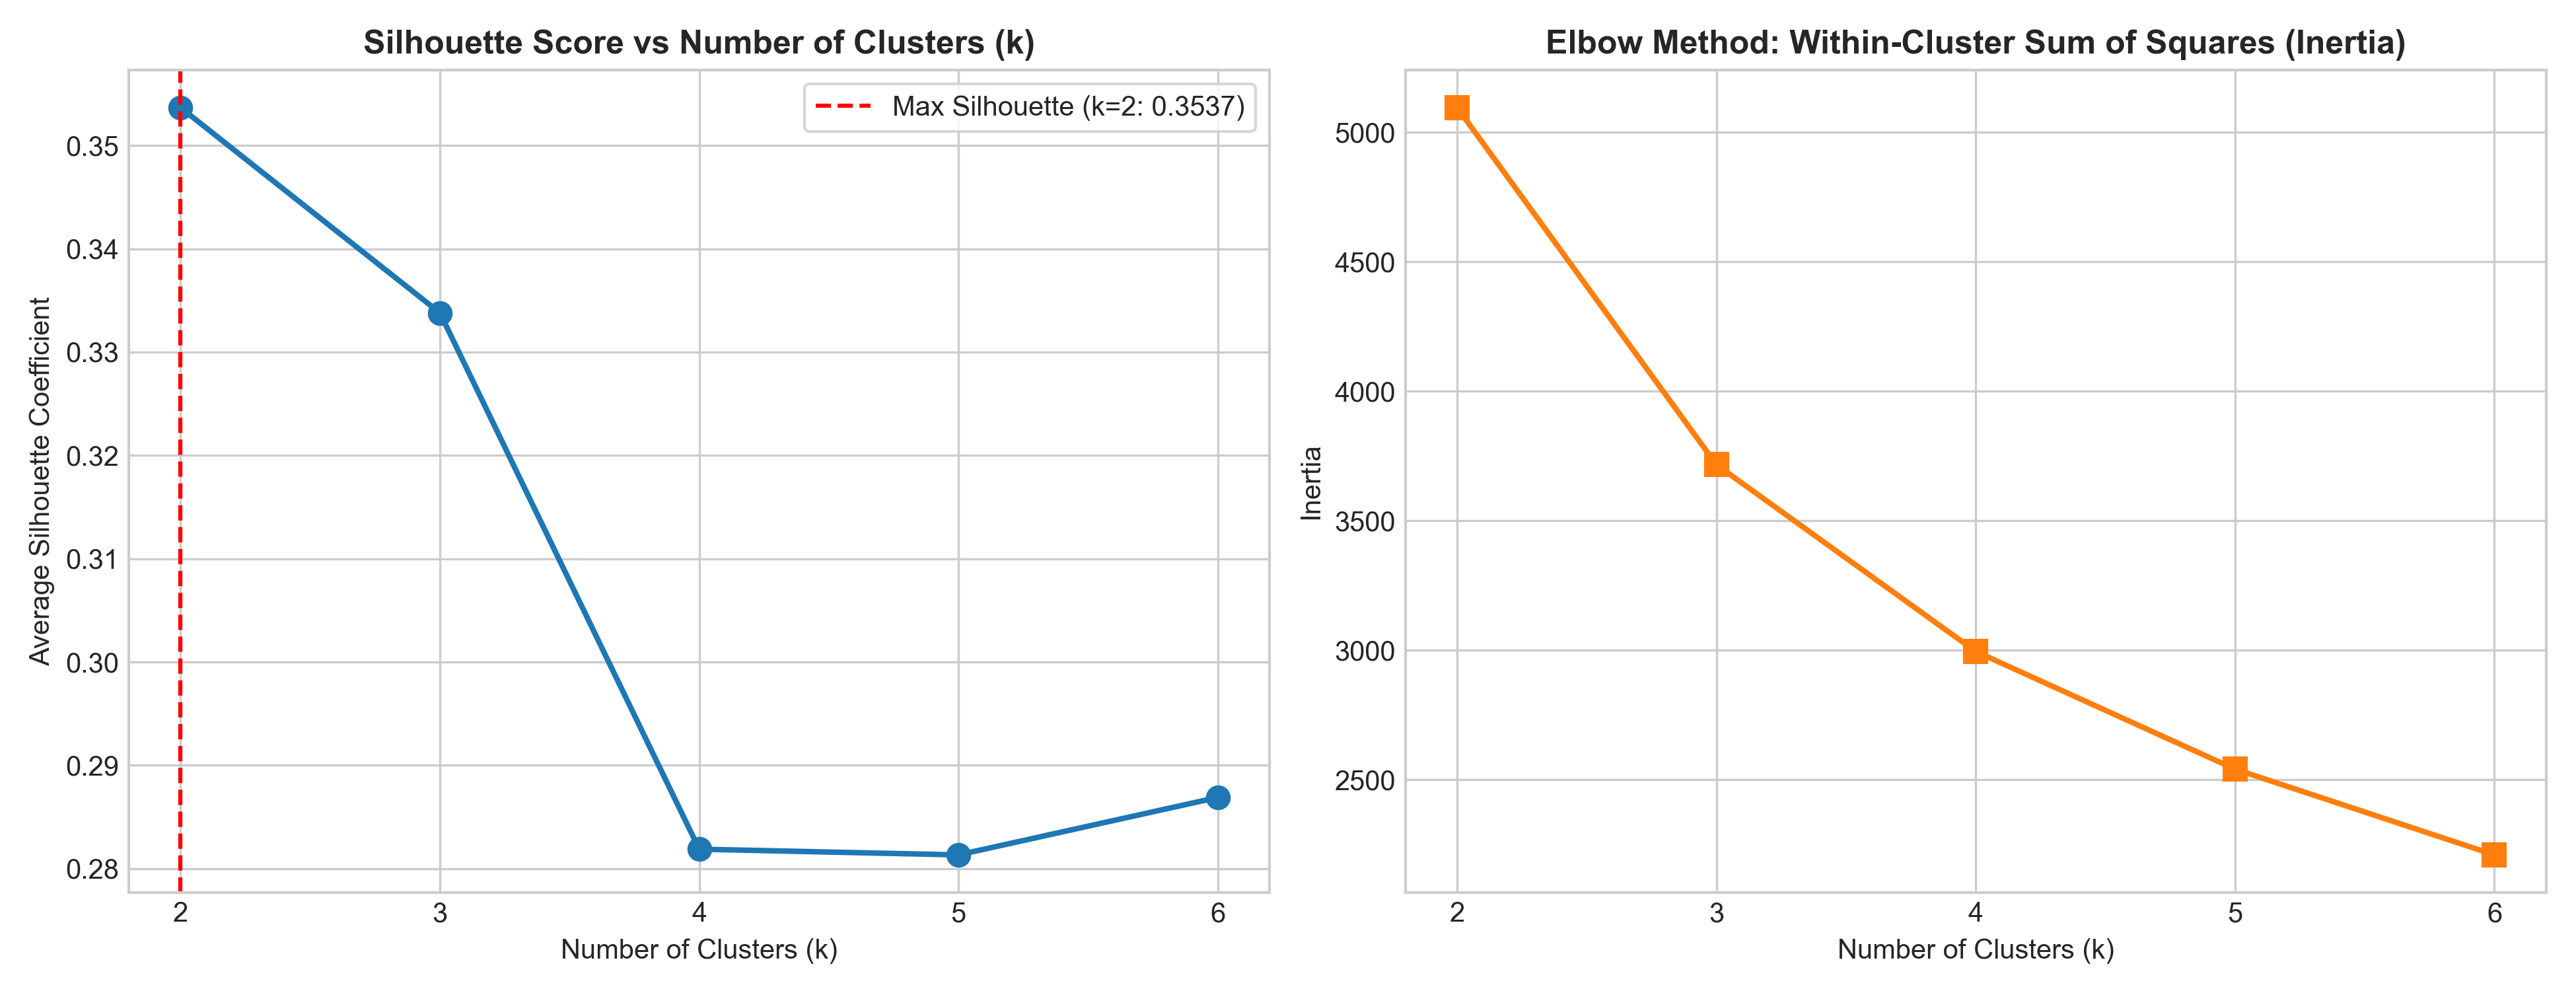 Silhouette Score vs Number of Clusters (k)
Max Silhouette (k=2: 0.3537)
Average Silhouette Coefficient
0.35
0.34
0.33
0.32
0.31
0.30
0.29
0.28
2 3 4 5 6
Number of Clusters (k)
Elbow Method: Within-Cluster Sum of Squares (Inertia)
Inertia
5000
4500
4000
3500
3000
2500
2 3 4 5 6
Number of Clusters (k)